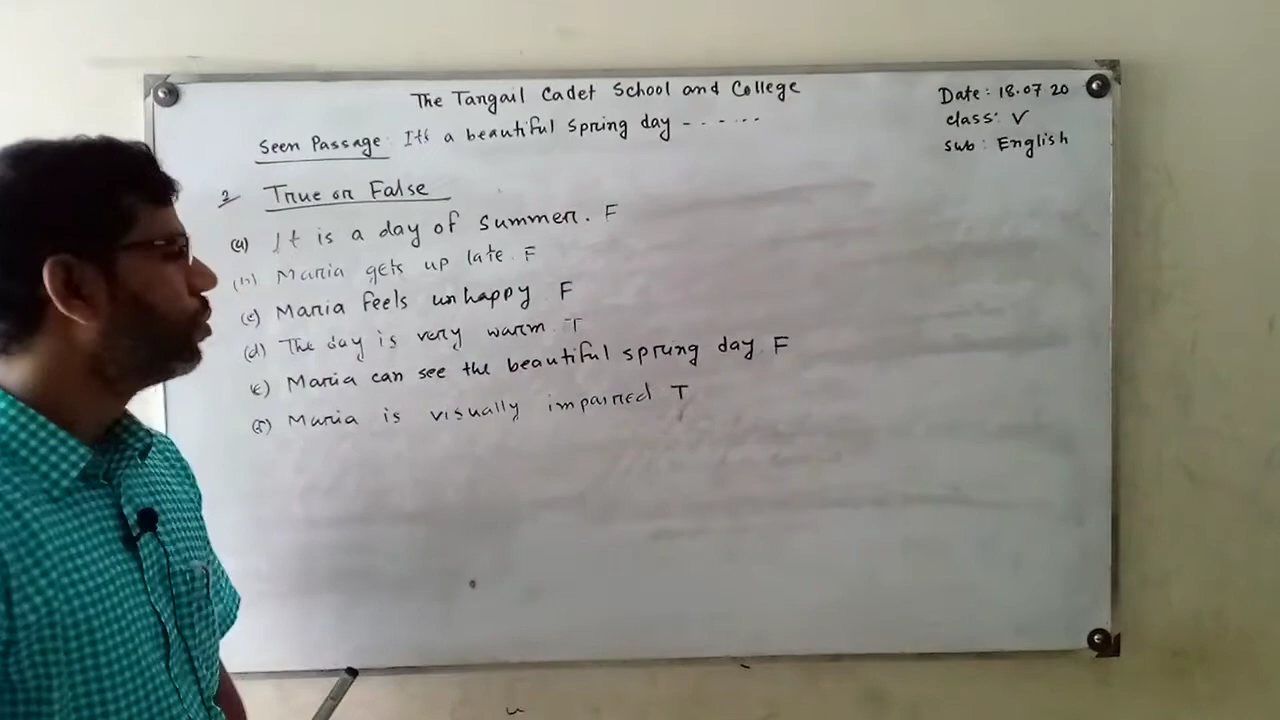 The Tangail Cadet School and College
Date: 18.07 20
Seen Passage: It's a beautiful spring day - - - - - -
class: V
Sub: English
2 True or False
(a) It is a day of summer. F
(b) Maria gets up late. F
(c) Maria feels unhappy F
(d) The day is very warm. T
(e) Maria can see the beautiful spring day. F
(f) Maria is visually impaired T